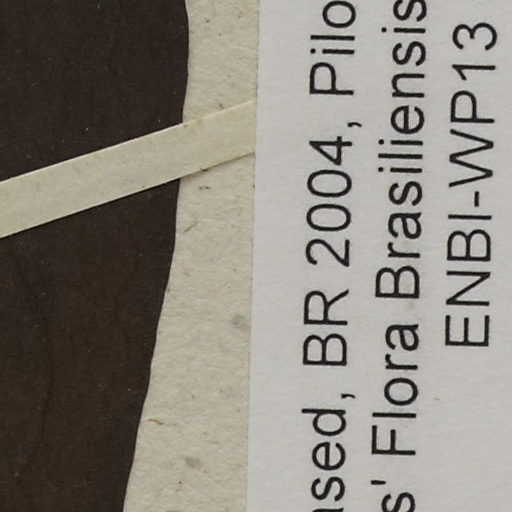 ased, BR 2004, Pilo
s' Flora Brasiliensis
ENBI-WP13